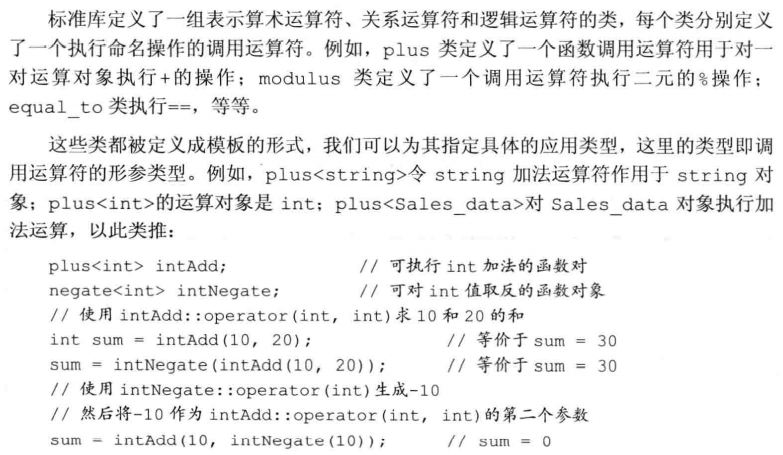 标准库定义了一组表示算术运算符、关系运算符和逻辑运算符的类，每个类分别定义
了一个执行命名操作的调用运算符。例如，plus 类定义了一个函数调用运算符用于对一
对运算对象执行+的操作；modulus 类定义了一个调用运算符执行二元的%操作；
equal_to 类执行==，等等。
这些类都被定义成模板的形式，我们可以为其指定具体的应用类型，这里的类型即调
用运算符的形参类型。例如，plus<string>令 string 加法运算符作用于 string 对
象；plus<int>的运算对象是 int；plus<Sales_data>对 Sales_data 对象执行加
法运算，以此类推：
plus<int> intAdd; // 可执行 int 加法的函数对
negate<int> intNegate; // 可对 int 值取反的函数对象
// 使用 intAdd::operator(int, int)求 10 和 20 的和
int sum = intAdd(10, 20); // 等价于 sum = 30
sum = intNegate(intAdd(10, 20)); // 等价于 sum = 30
// 使用 intNegate::operator(int)生成-10
// 然后将-10 作为 intAdd::operator(int, int)的第二个参数
sum = intAdd(10, intNegate(10)); // sum = 0